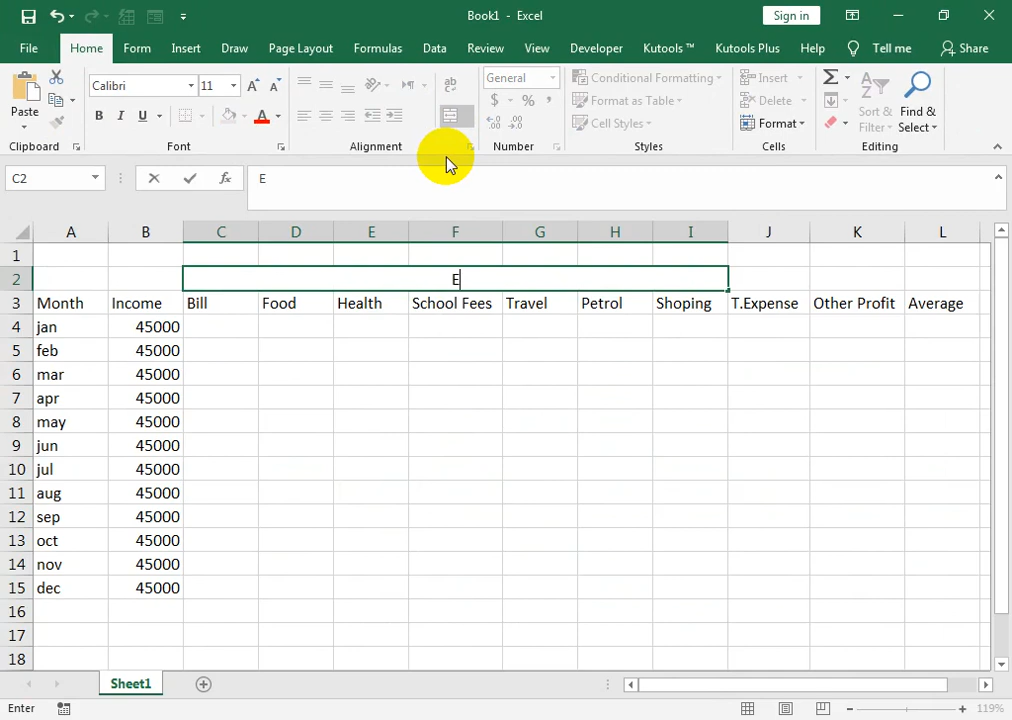 Book1 - Excel
Sign in
File Home Form Insert Draw Page Layout Formulas Data Review View Developer Kutools ™ Kutools Plus Help Tell me Share
Paste
Calibri 11
B I U A
ab
General
$ %
Conditional Formatting
Format as Table
Cell Styles
Insert
Delete
Format
Sort & Filter
Find & Select
Clipboard Font Alignment Number Styles Cells Editing
C2 fx E
A B C D E F G H I J K L
1
2 E
3 Month Income Bill Food Health School Fees Travel Petrol Shoping T.Expense Other Profit Average
4 jan 45000
5 feb 45000
6 mar 45000
7 apr 45000
8 may 45000
9 jun 45000
10 jul 45000
11 aug 45000
12 sep 45000
13 oct 45000
14 nov 45000
15 dec 45000
16
17
18
Sheet1
Enter 119%